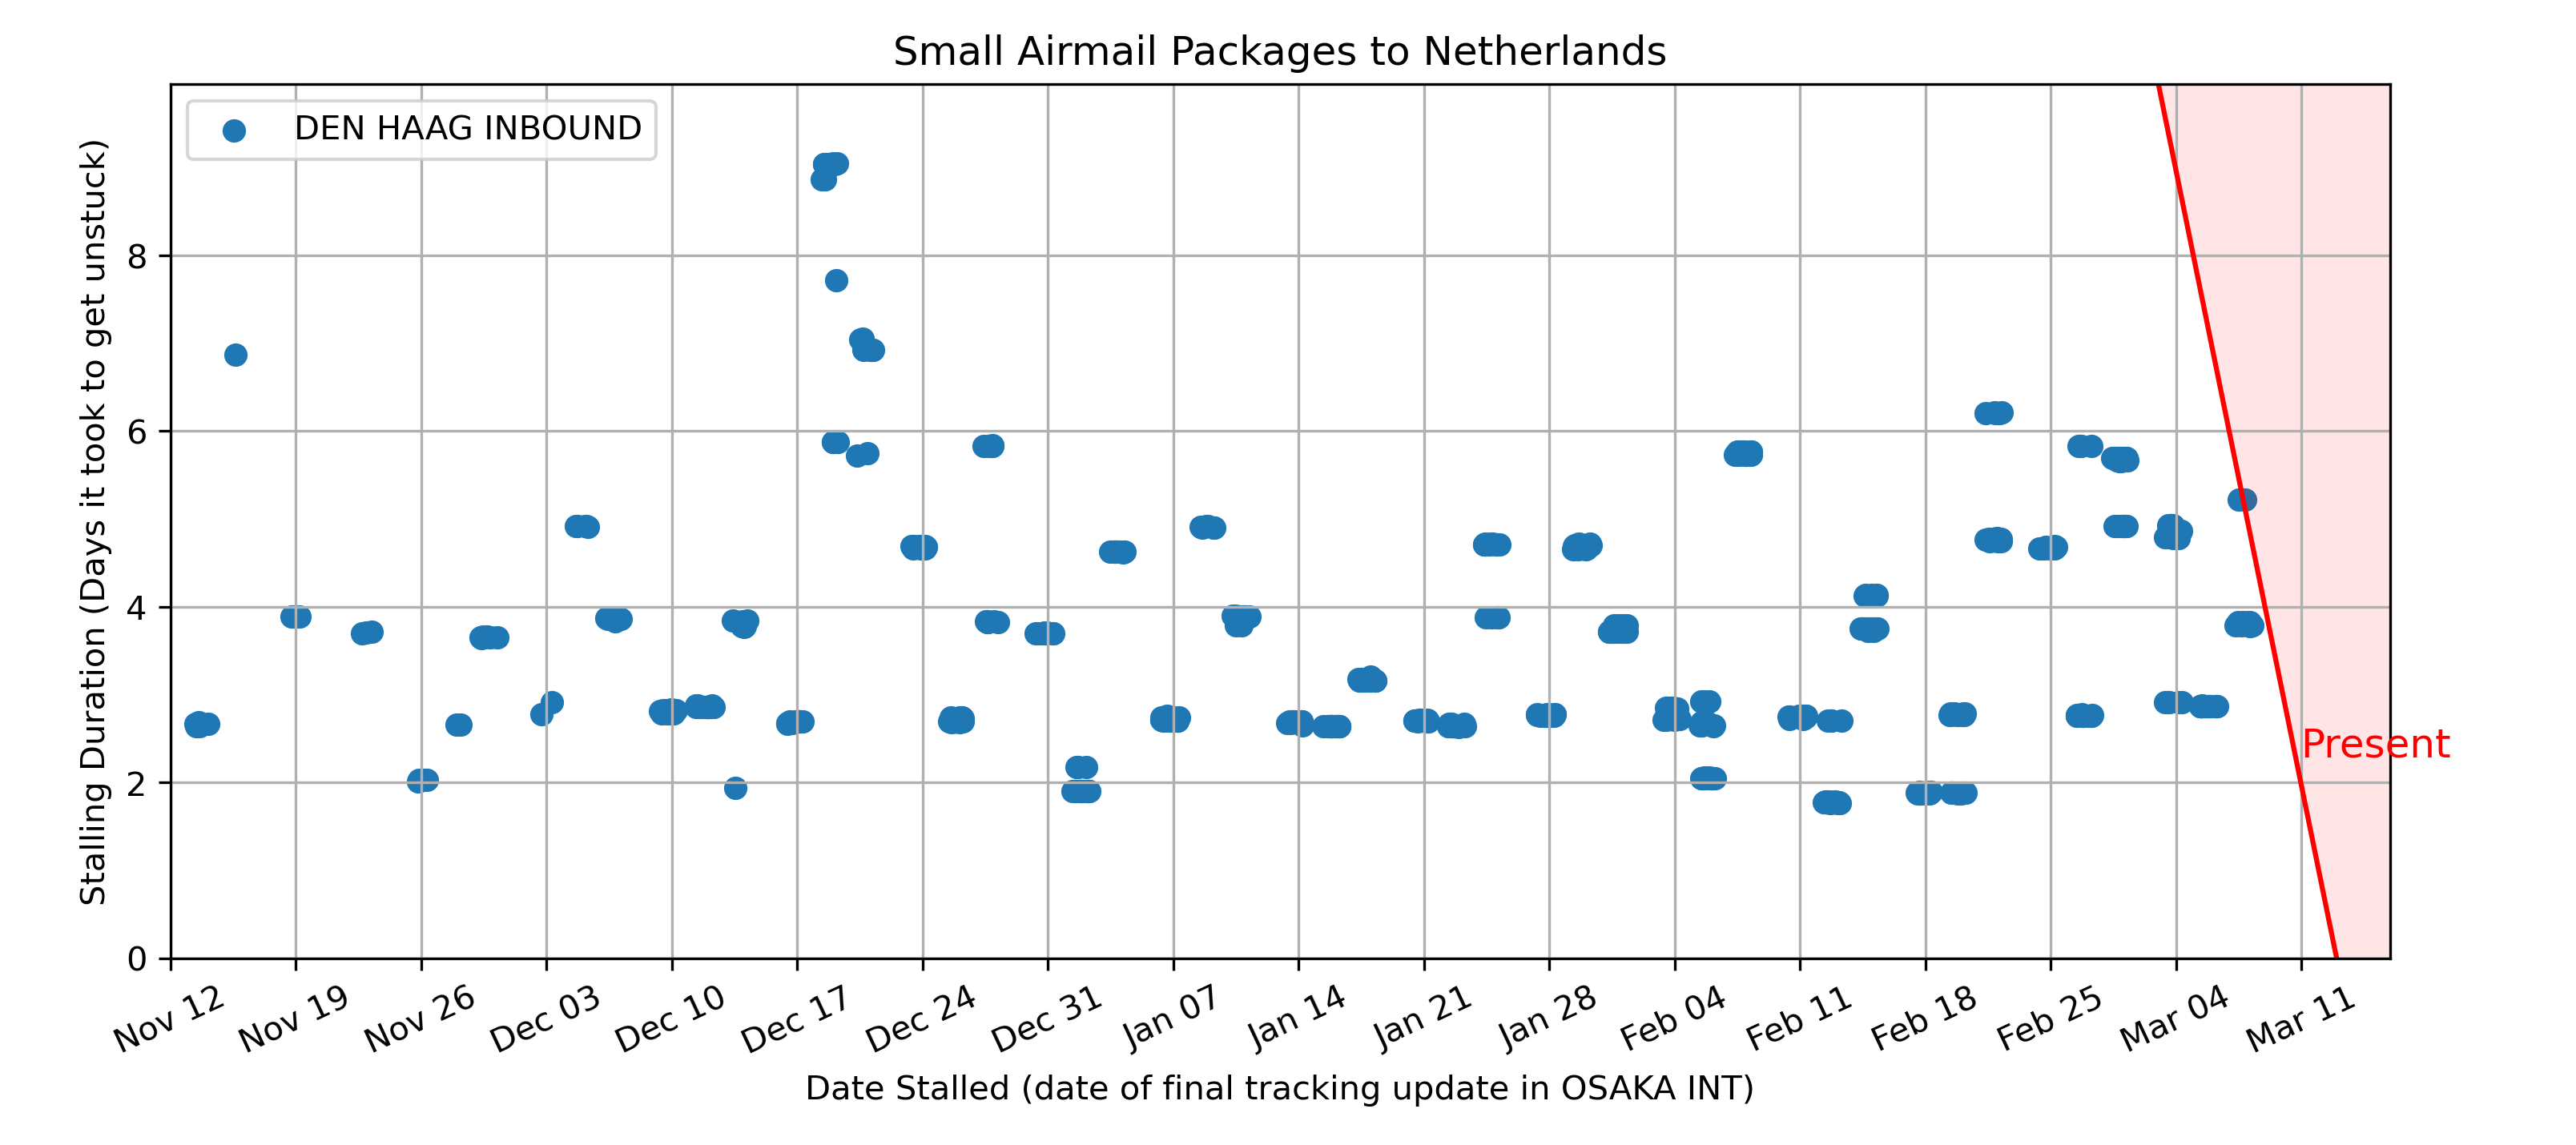 Small Airmail Packages to Netherlands
DEN HAAG INBOUND
Stalling Duration (Days it took to get unstuck)
8
6
4
2
0
Present
Nov 12
Nov 19
Nov 26
Dec 03
Dec 10
Dec 17
Dec 24
Dec 31
Jan 07
Jan 14
Jan 21
Jan 28
Feb 04
Feb 11
Feb 18
Feb 25
Mar 04
Mar 11
Date Stalled (date of final tracking update in OSAKA INT)